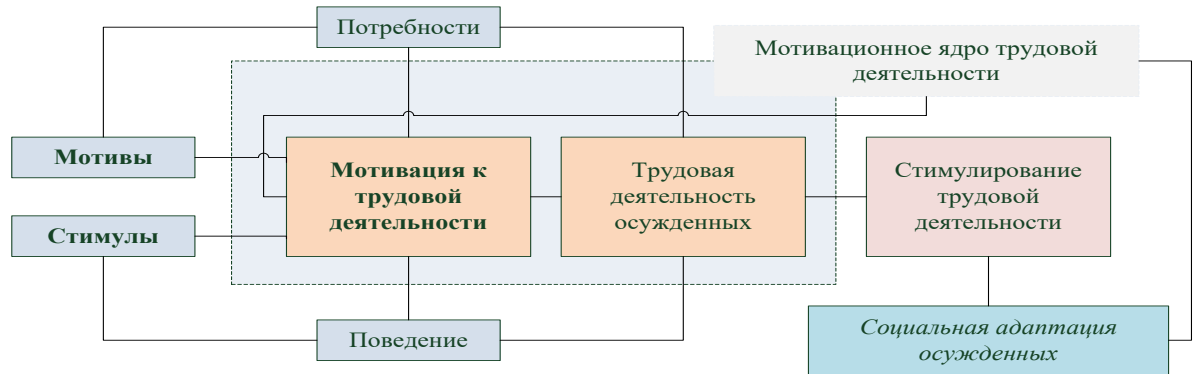 Потребности
Мотивационное ядро трудовой
деятельности
Мотивы
Мотивация к
трудовой
деятельности
Трудовая
деятельность
осужденных
Стимулирование
трудовой
деятельности
Стимулы
Поведение
Социальная адаптация
осужденных